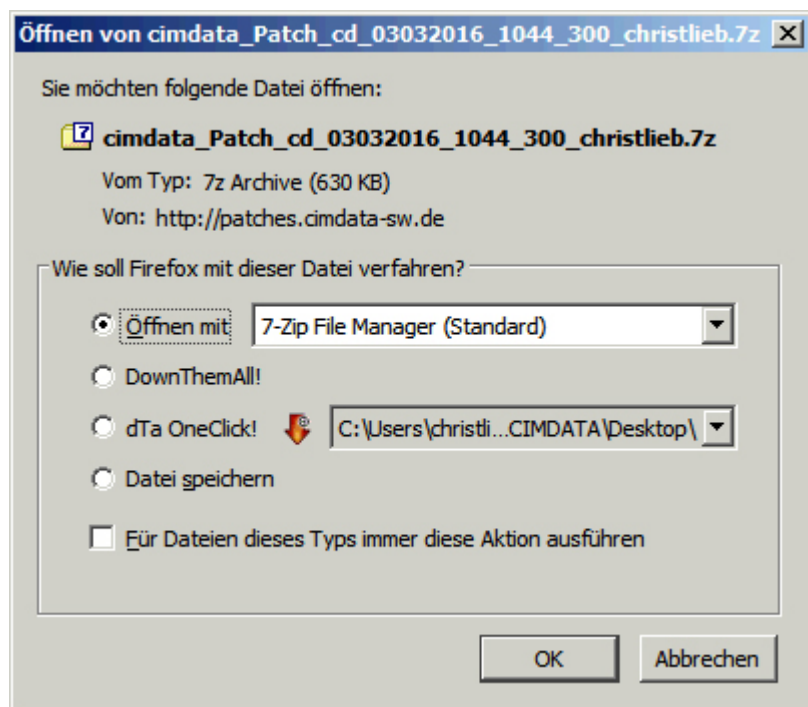 Öffnen von cimdata_Patch_cd_03032016_1044_300_christlieb.7z
Sie möchten folgende Datei öffnen:
cimdata_Patch_cd_03032016_1044_300_christlieb.7z
Vom Typ: 7z Archive (630 KB)
Von: http://patches.cimdata-sw.de
Wie soll Firefox mit dieser Datei verfahren?
Öffnen mit 7-Zip File Manager (Standard)
DownThemAll!
dTa OneClick! C:\Users\christli...CIMDATA\Desktop\
Datei speichern
Für Dateien dieses Typs immer diese Aktion ausführen
OK Abbrechen